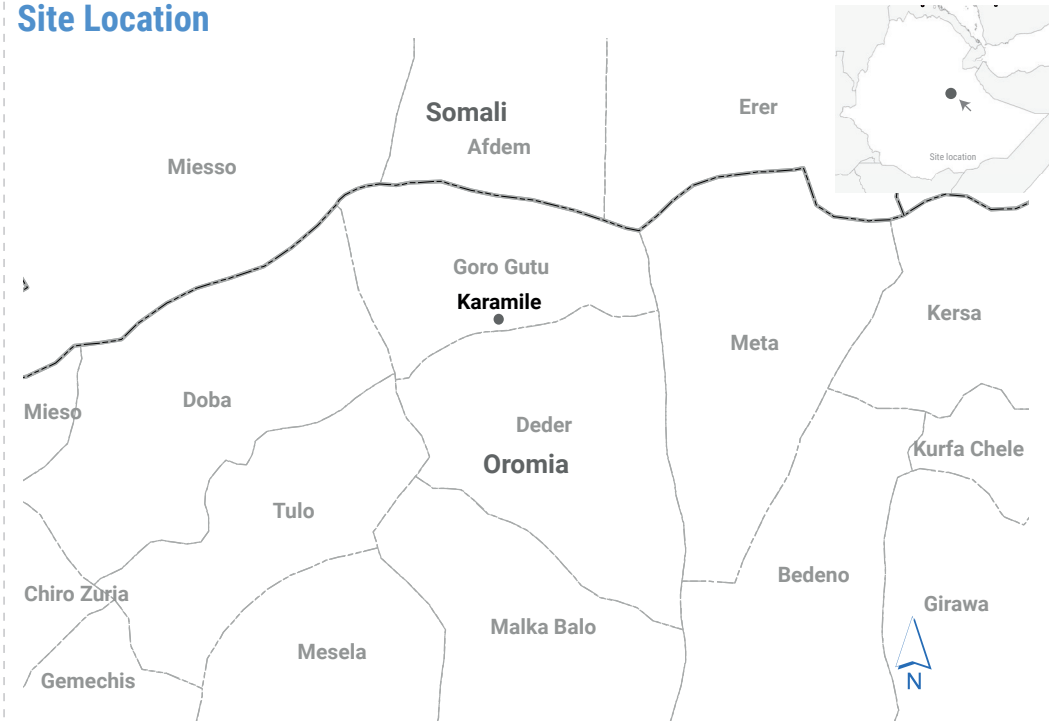 Site Location
Somali
Afdem
Erer
Miesso
Site location
Goro Gutu
Karamile
Kersa
Meta
Mieso
Doba
Deder
Oromia
Kurfa Chele
Tulo
Bedeno
Chiro Zuria
Girawa
Malka Balo
Mesela
Gemechis
N